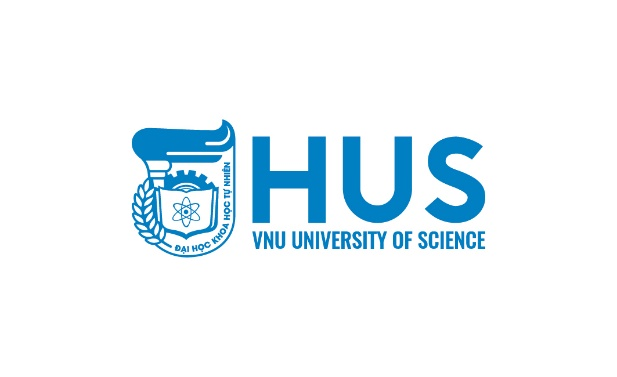 HUS
VNU UNIVERSITY OF SCIENCE
ĐẠI HỌC KHOA HỌC TỰ NHIÊN